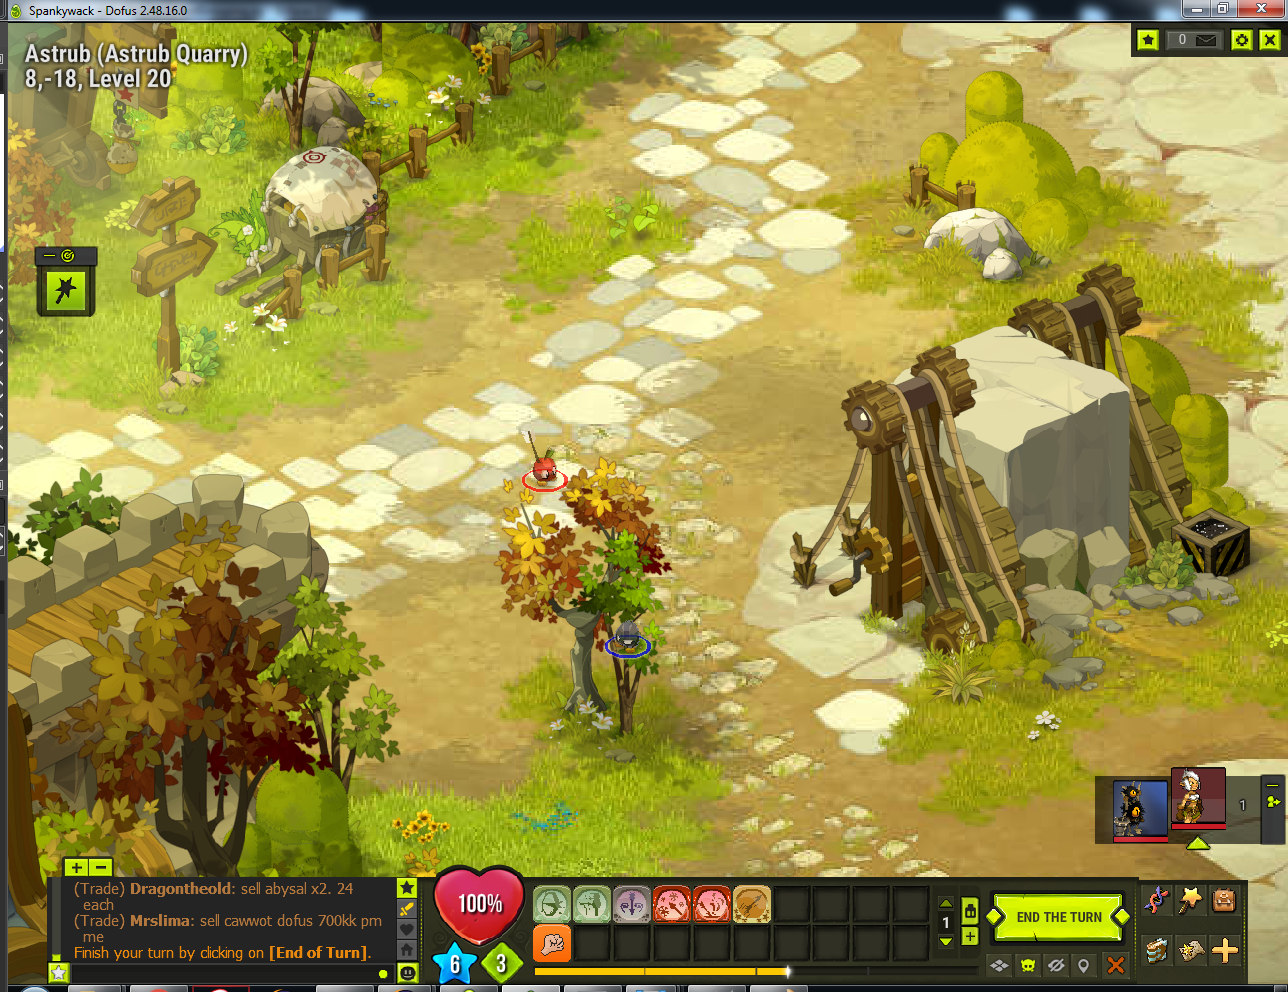 Spankywack - Dofus 2.48.16.0
Astrub (Astrub Quarry)
8,-18, Level 20
0
1
(Trade) Dragontheold: sell abysal x2. 24
each
(Trade) Mrslima: sell cawwot dofus 700kk pm
me
Finish your turn by clicking on [End of Turn].
100%
6
3
1
END THE TURN